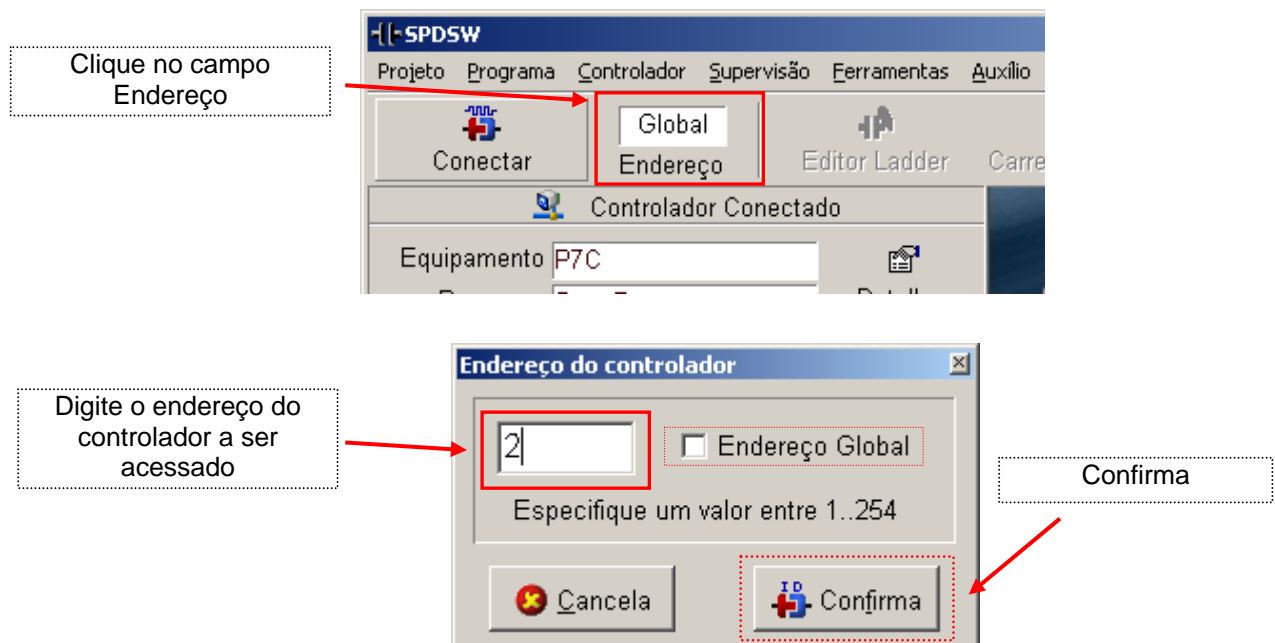 SPDSW
Clique no campo
Endereço
Projeto Programa Controlador Supervisão Ferramentas Auxílio
Global
Conectar Endereço Editor Ladder
Controlador Conectado
Equipamento P7C
Endereço do controlador
Digite o endereço do
controlador a ser
acessado
2 Endereço Global
Confirma
Especifique um valor entre 1..254
Cancela ID Confirma